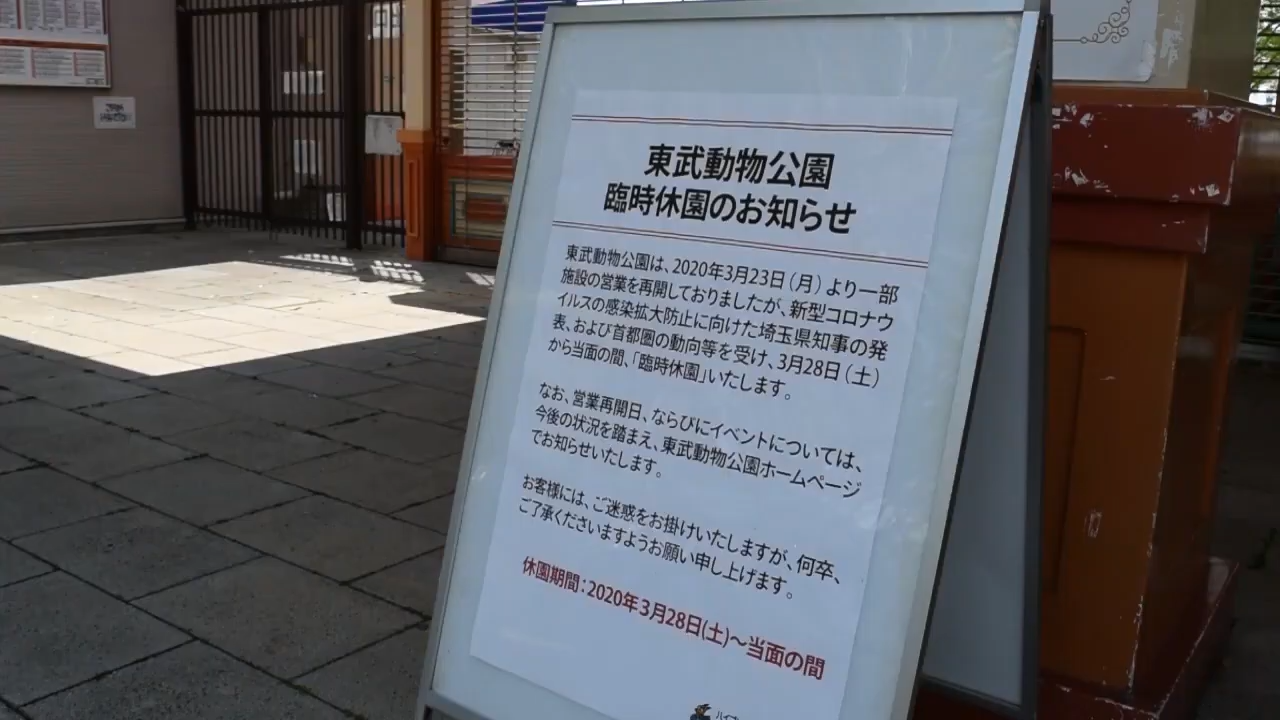 東武動物公園
臨時休園のお知らせ
東武動物公園は、2020年3月23日（月）より一部
施設の営業を再開しておりましたが、新型コロナウ
イルスの感染拡大防止に向けた埼玉県知事の発
表、および首都圏の動向等を受け、3月28日（土）
から当面の間、「臨時休園」いたします。
なお、営業再開日、ならびにイベントについては、
今後の状況を踏まえ、東武動物公園ホームページ
でお知らせいたします。
お客様には、ご迷惑をお掛けいたしますが、何卒、
ご了承くださいますようお願い申し上げます。
休園期間：2020年3月28日(土)～当面の間